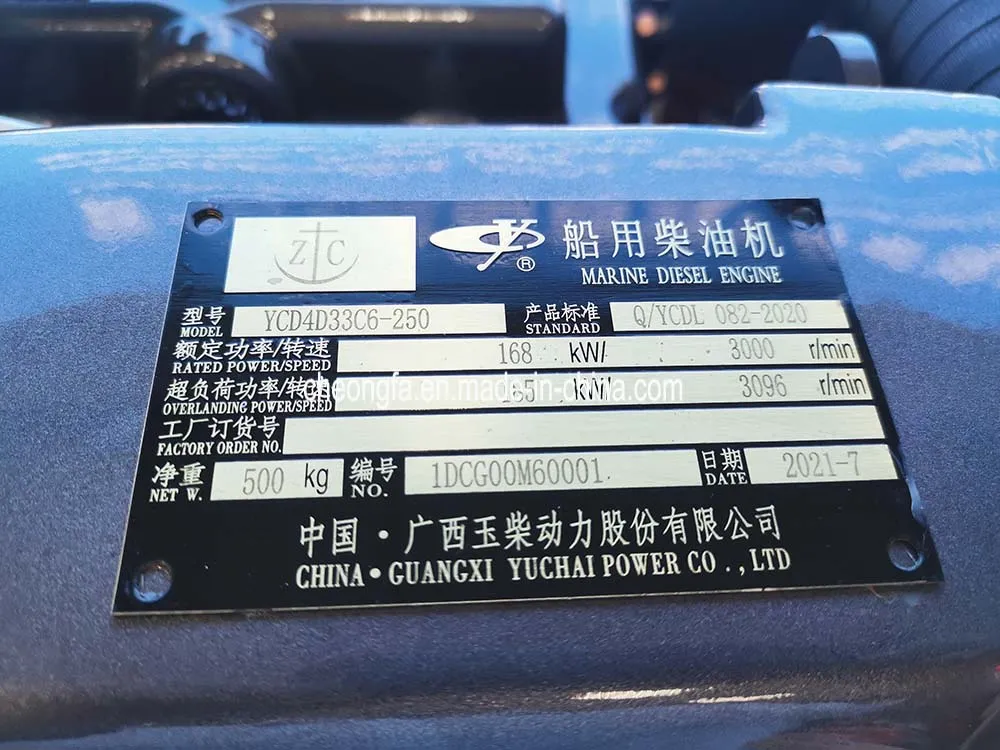 ZC
船用柴油机
MARINE DIESEL ENGINE
型号 MODEL YCD4D33C6-250 产品标准 STANDARD Q/YCDL 082-2020
额定功率/转速 RATED POWER/SPEED 168 kW/ 3000 r/min
超负荷功率/转速 OVERLANDING POWER/SPEED kW/ 3096 r/min
cheongfa.en.made-in-china.com
工厂订货号 FACTORY ORDER NO.
净重 NET W. 500 kg 编号 NO. 1DCG00M60001 日期 DATE 2021-7
中国·广西玉柴动力股份有限公司
CHINA·GUANGXI YUCHAI POWER CO.,LTD